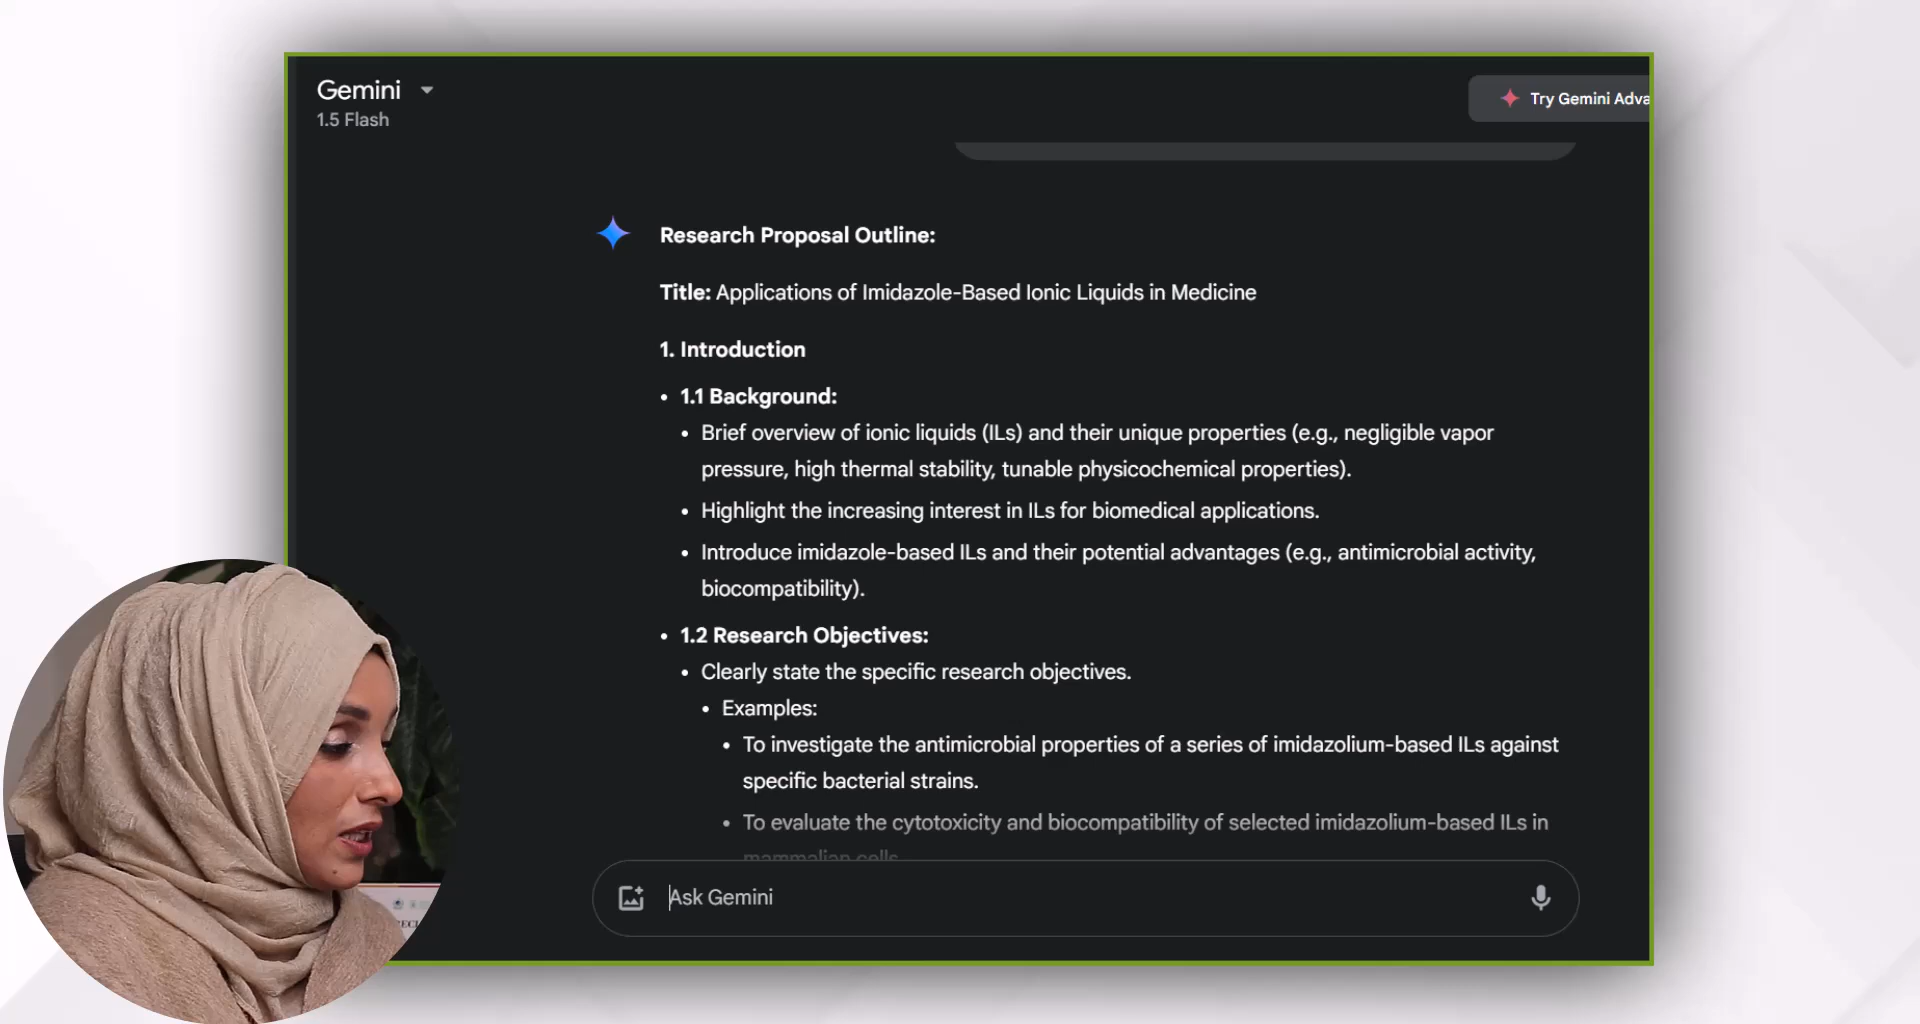 Gemini
1.5 Flash
Try Gemini Adva
Research Proposal Outline:
Title: Applications of Imidazole-Based Ionic Liquids in Medicine
1. Introduction
• 1.1 Background:
• Brief overview of ionic liquids (ILs) and their unique properties (e.g., negligible vapor
pressure, high thermal stability, tunable physicochemical properties).
• Highlight the increasing interest in ILs for biomedical applications.
• Introduce imidazole-based ILs and their potential advantages (e.g., antimicrobial activity,
biocompatibility).
• 1.2 Research Objectives:
• Clearly state the specific research objectives.
• Examples:
• To investigate the antimicrobial properties of a series of imidazolium-based ILs against
specific bacterial strains.
• To evaluate the cytotoxicity and biocompatibility of selected imidazolium-based ILs in
mammalian cells.
Ask Gemini